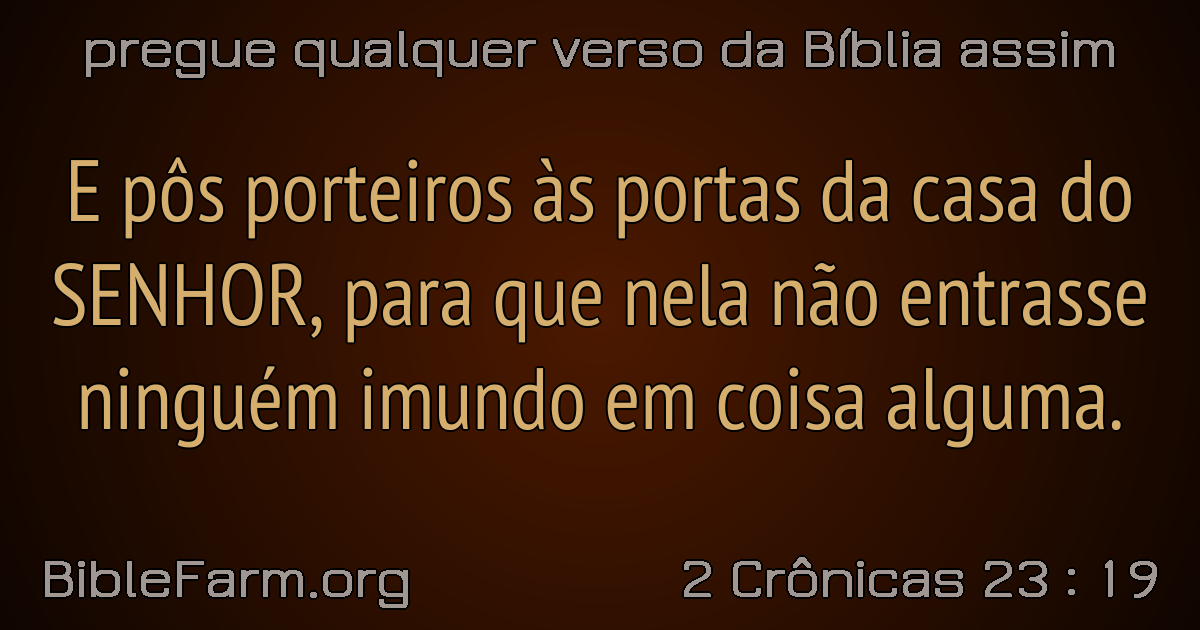 pregue qualquer verso da Bíblia assim
E pôs porteiros às portas da casa do
SENHOR, para que nela não entrasse
ninguém imundo em coisa alguma.
BibleFarm.org
2 Crônicas 23 : 19